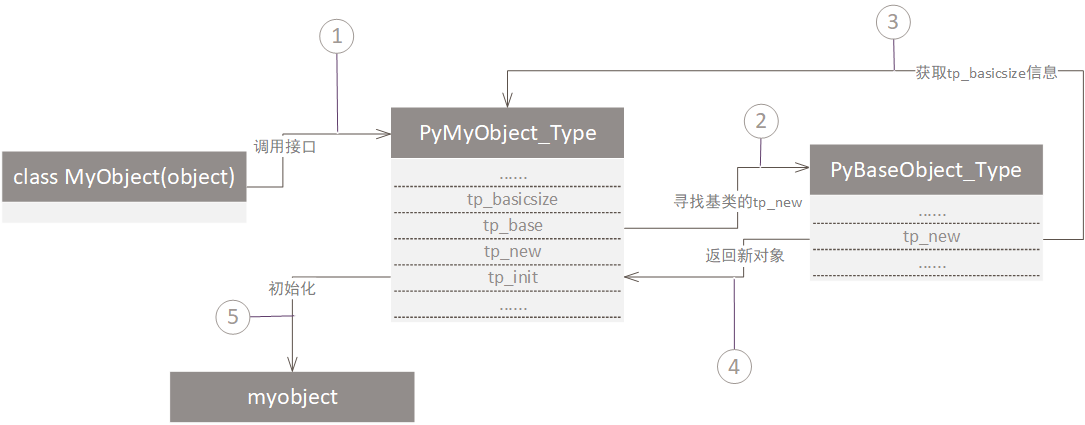 1
3
获取tp_basicsize信息
PyMyObject_Type
2
调用接口
class MyObject(object)
PyBaseObject_Type
......
tp_basicsize
寻找基类的tp_new
......
tp_base
tp_new
tp_new
返回新对象
tp_init
......
初始化
......
5
4
myobject